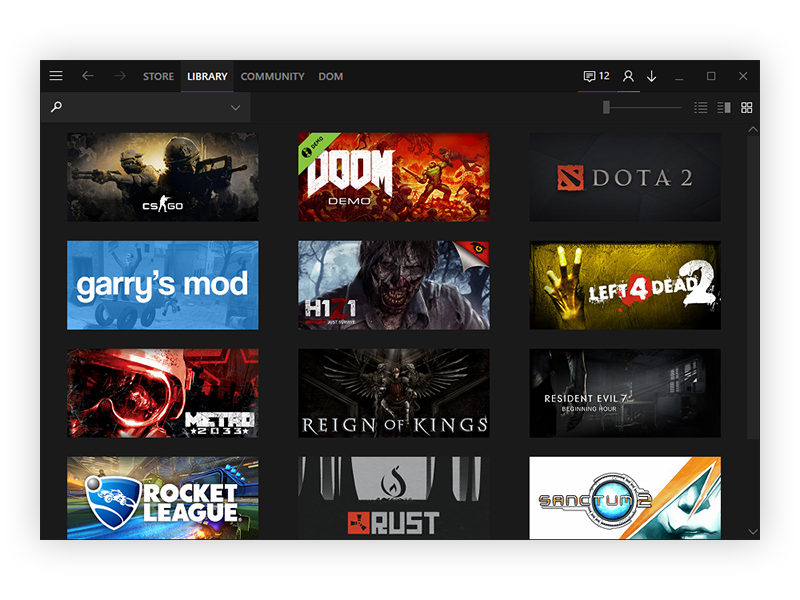 STORE LIBRARY COMMUNITY DOM 12
CS GO
DEMO
DOOM
DEMO
DOTA 2
garry's mod
H1Z1
JUST SURVIVE
LEFT 4 DEAD 2
METRO
2033
REIGN OF KINGS
RESIDENT EVIL 7
BEGINNING HOUR
ROCKET
LEAGUE
RUST
SANCTUM 2